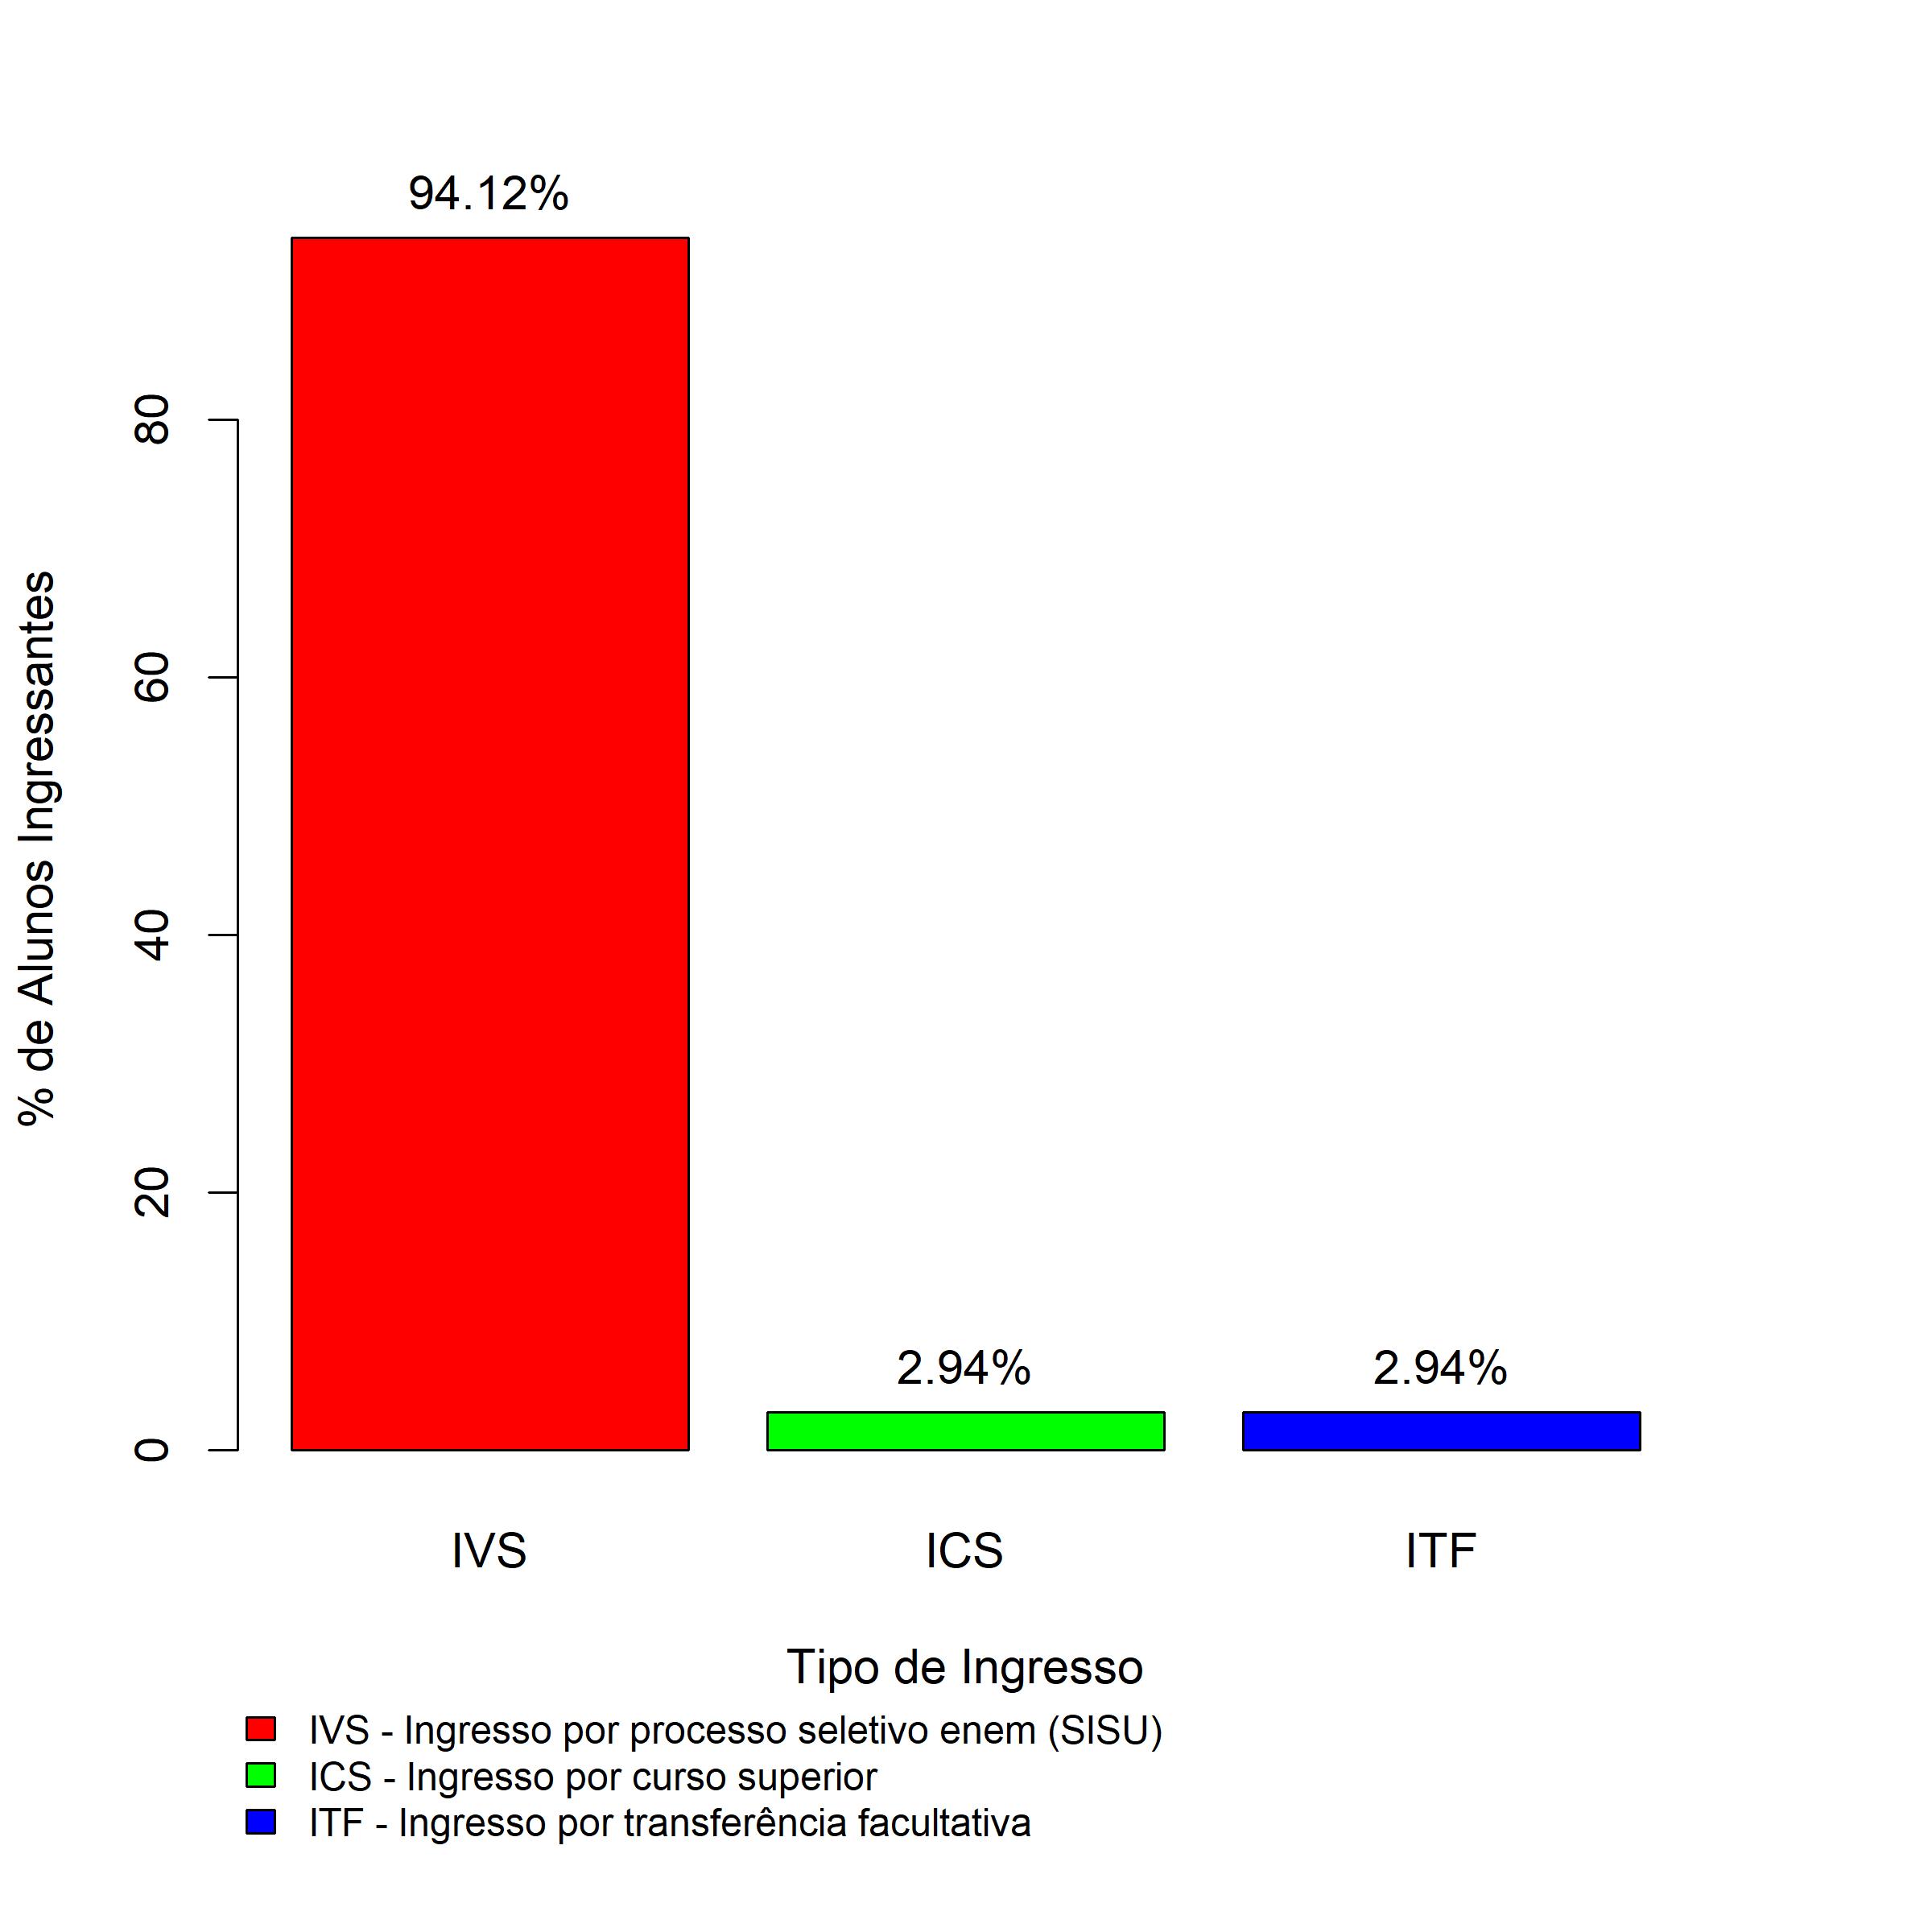 94.12%
80
60
40
20
0
% de Alunos Ingressantes
2.94%
2.94%
IVS
ICS
ITF
Tipo de Ingresso
IVS - Ingresso por processo seletivo enem (SISU)
ICS - Ingresso por curso superior
ITF - Ingresso por transferência facultativa